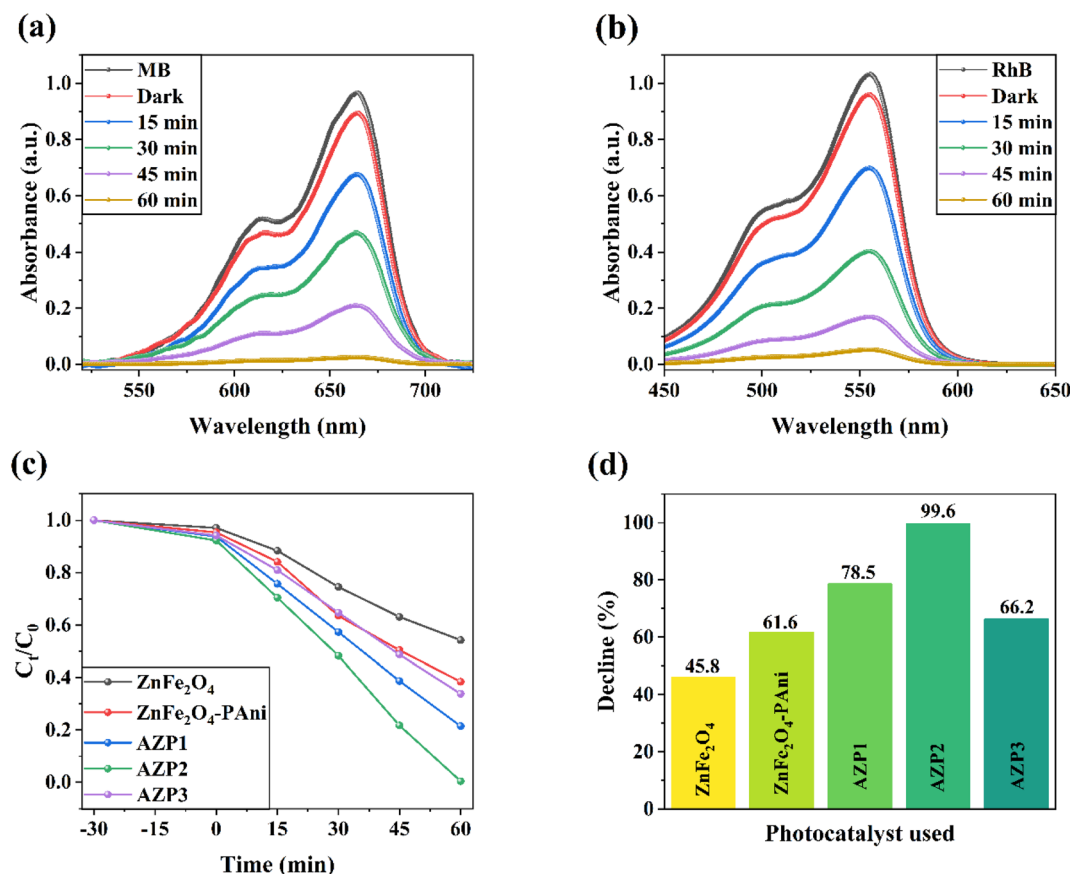 (a)
MB
Dark
15 min
30 min
45 min
60 min
1.0
0.8
0.6
0.4
0.2
0.0
550
600
650
700
Absorbance (a.u.)
Wavelength (nm)
(b)
RhB
Dark
15 min
30 min
45 min
60 min
1.0
0.8
0.6
0.4
0.2
0.0
450
500
550
600
650
Absorbance (a.u.)
Wavelength (nm)
(c)
1.0
0.8
0.6
0.4
0.2
0.0
ZnFe₂O₄
ZnFe₂O₄-PAni
AZP1
AZP2
AZP3
-30
-15
0
15
30
45
60
Cₜ/C₀
Time (min)
(d)
100
80
60
40
20
0
45.8
61.6
78.5
99.6
66.2
ZnFe₂O₄
ZnFe₂O₄-PAni
AZP1
AZP2
AZP3
Decline (%)
Photocatalyst used